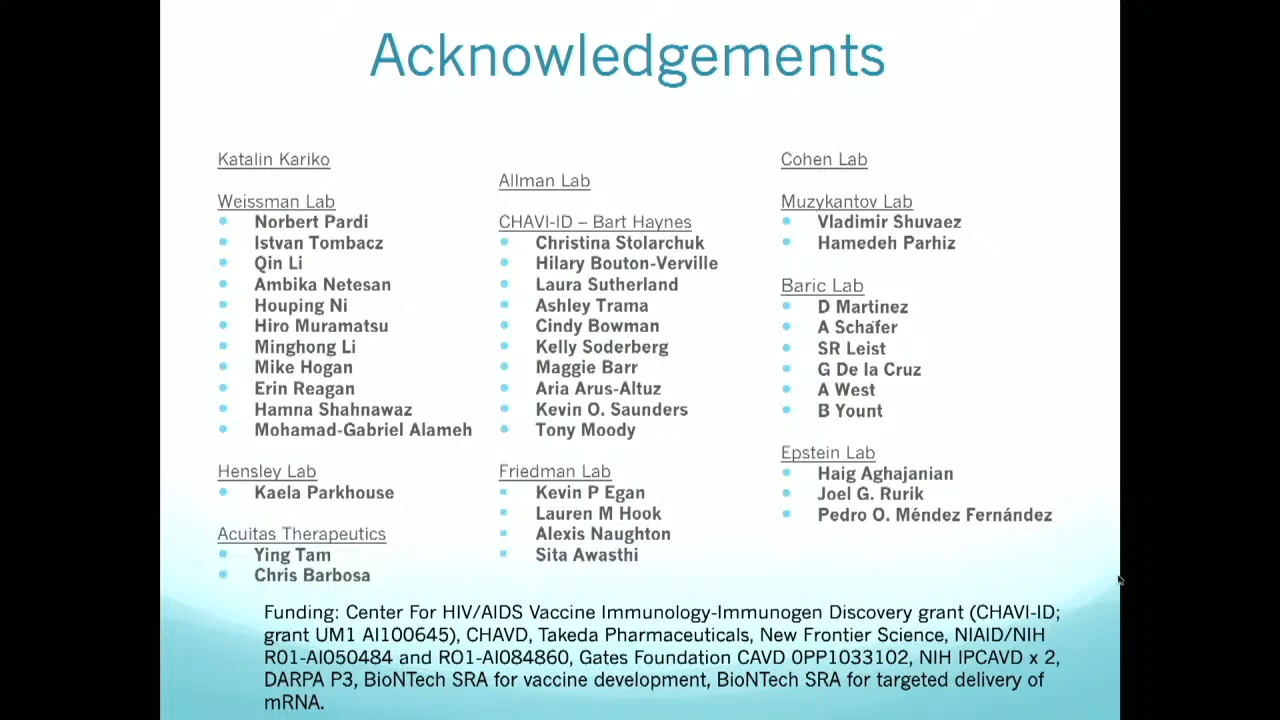 Acknowledgements
Katalin Kariko
Weissman Lab
Norbert Pardi
Istvan Tombacz
Qin Li
Ambika Netesan
Houping Ni
Hiro Muramatsu
Minghong Li
Mike Hogan
Erin Reagan
Hamna Shahnawaz
Mohamad-Gabriel Alameh
Hensley Lab
Kaela Parkhouse
Acuitas Therapeutics
Ying Tam
Chris Barbosa
Allman Lab
CHAVI-ID – Bart Haynes
Christina Stolarchuk
Hilary Bouton-Verville
Laura Sutherland
Ashley Trama
Cindy Bowman
Kelly Soderberg
Maggie Barr
Aria Arus-Altuz
Kevin O. Saunders
Tony Moody
Friedman Lab
Kevin P Egan
Lauren M Hook
Alexis Naughton
Sita Awasthi
Cohen Lab
Muzykantov Lab
Vladimir Shuvaez
Hamedeh Parhiz
Baric Lab
D Martinez
A Schäfer
SR Leist
G De la Cruz
A West
B Yount
Epstein Lab
Haig Aghajanian
Joel G. Rurik
Pedro O. Méndez Fernández
Funding: Center For HIV/AIDS Vaccine Immunology-Immunogen Discovery grant (CHAVI-ID;
grant UM1 AI100645), CHAVD, Takeda Pharmaceuticals, New Frontier Science, NIAID/NIH
R01-AI050484 and RO1-AI084860, Gates Foundation CAVD OPP1033102, NIH IPCAVD x 2,
DARPA P3, BioNTech SRA for vaccine development, BioNTech SRA for targeted delivery of
mRNA.